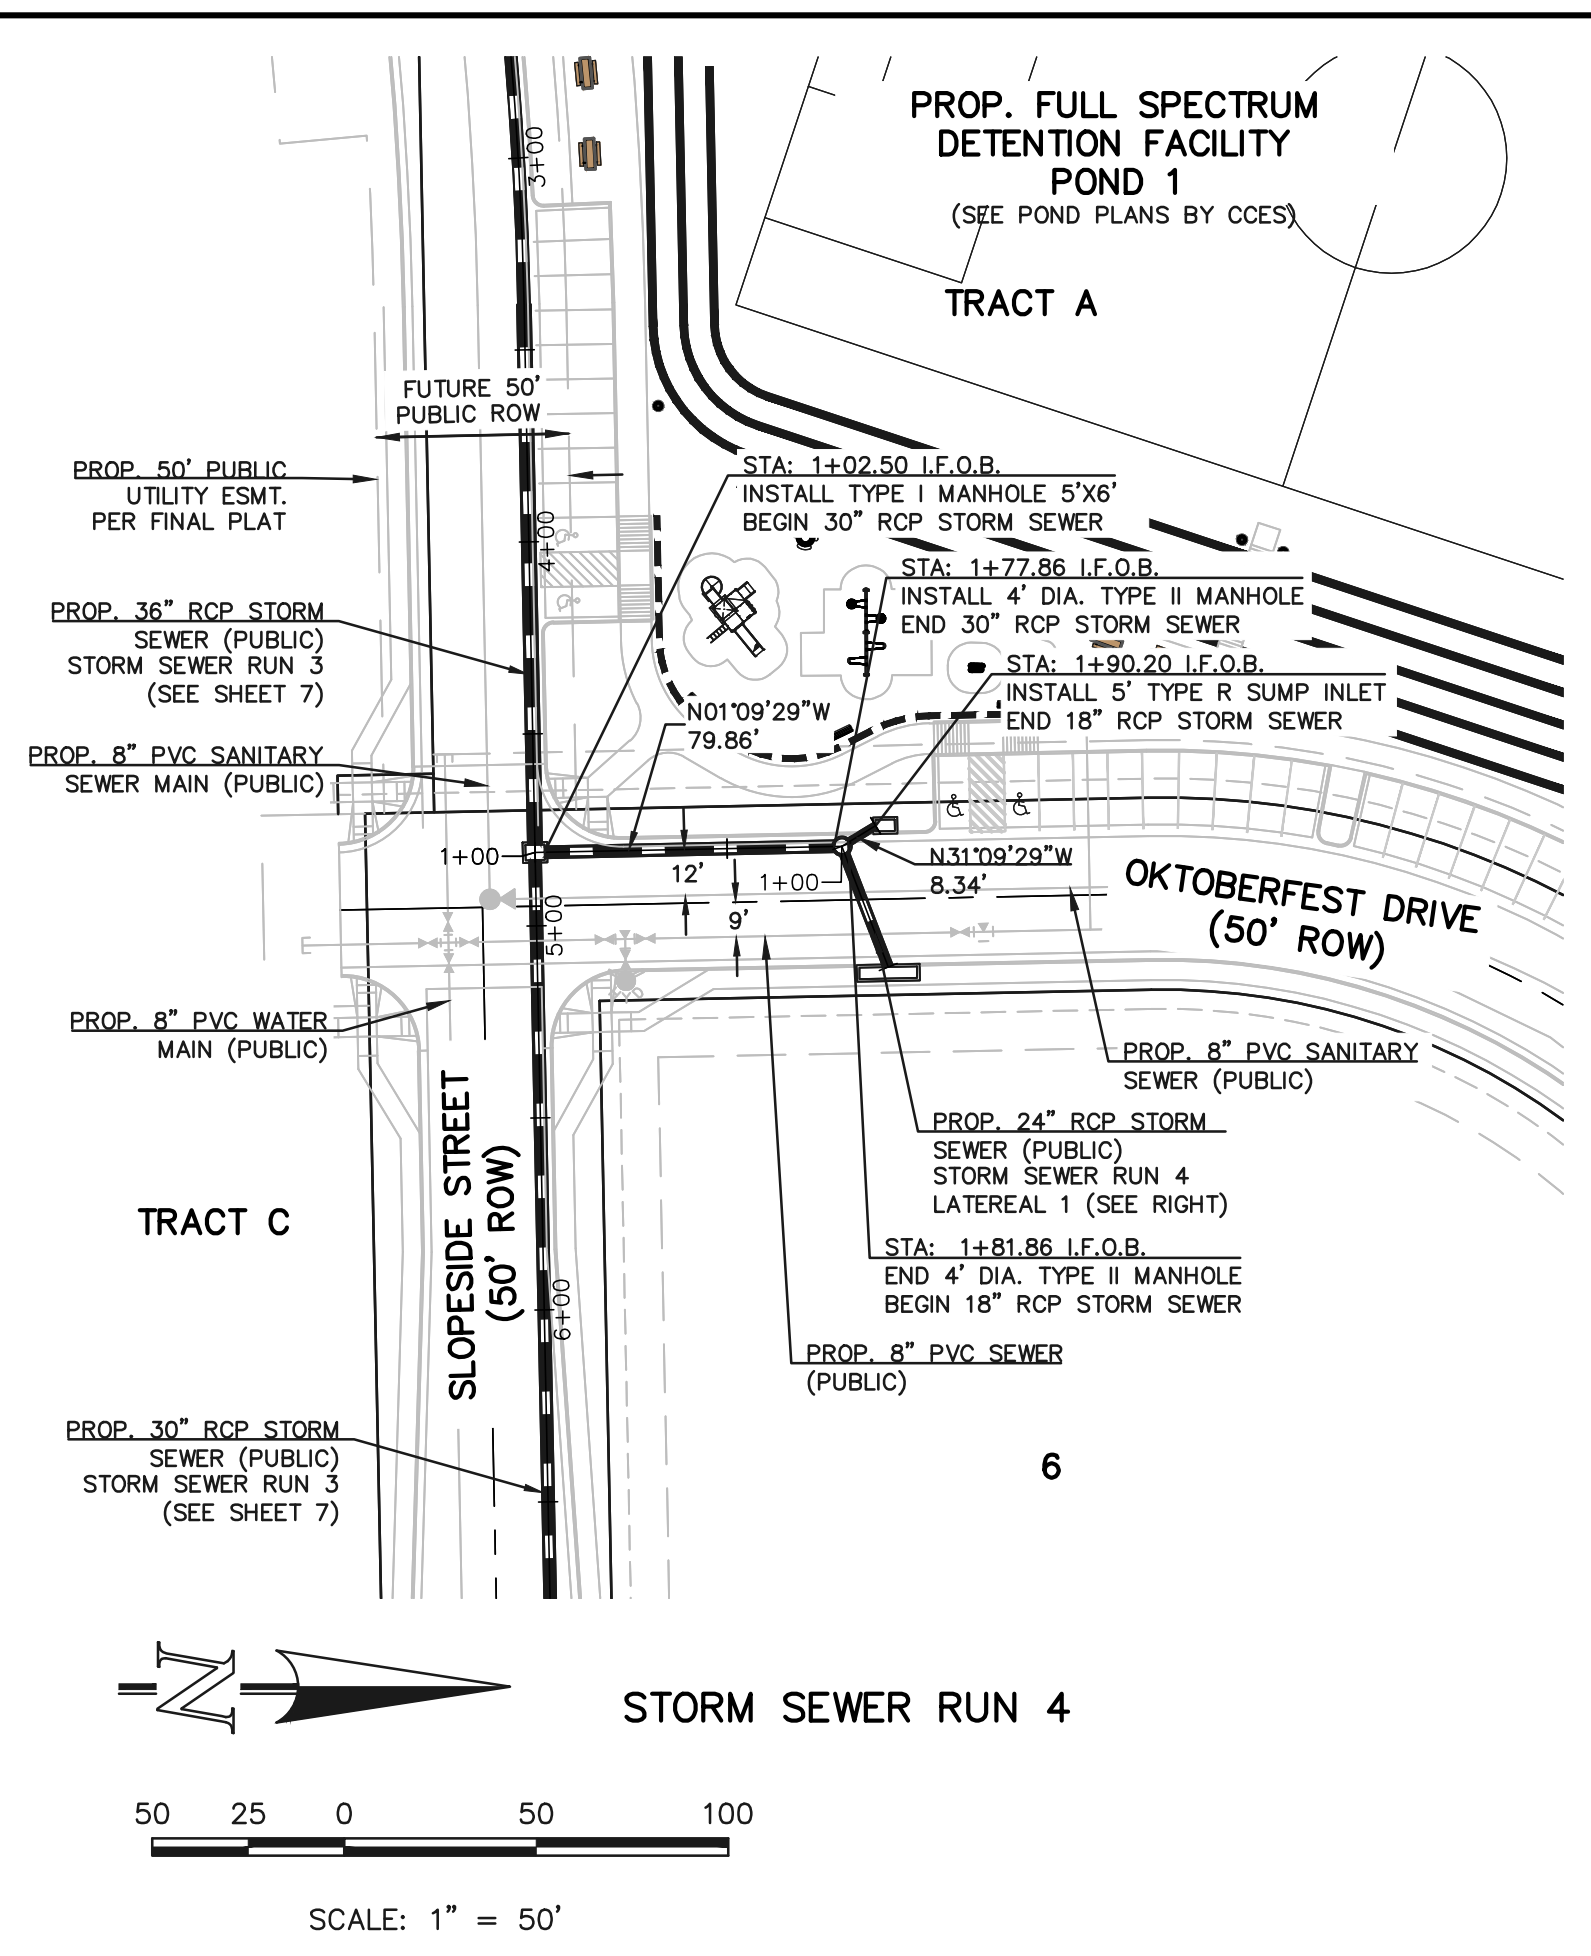 PROP. FULL SPECTRUM
DETENTION FACILITY
POND 1
(SEE POND PLANS BY CCES)
TRACT A
3+00
FUTURE 50'
PUBLIC ROW
PROP. 50' PUBLIC
UTILITY ESMT.
PER FINAL PLAT
STA: 1+02.50 I.F.O.B.
INSTALL TYPE I MANHOLE 5'X6'
BEGIN 30" RCP STORM SEWER
4+00
STA: 1+77.86 I.F.O.B.
INSTALL 4' DIA. TYPE II MANHOLE
END 30" RCP STORM SEWER
PROP. 36" RCP STORM
SEWER (PUBLIC)
STORM SEWER RUN 3
(SEE SHEET 7)
STA: 1+90.20 I.F.O.B.
INSTALL 5' TYPE R SUMP INLET
END 18" RCP STORM SEWER
N01°09'29"W
79.86'
PROP. 8" PVC SANITARY
SEWER MAIN (PUBLIC)
1+00
12'
1+00
N31°09'29"W
8.34'
9'
5+00
OKTOBERFEST DRIVE
(50' ROW)
PROP. 8" PVC WATER
MAIN (PUBLIC)
PROP. 8" PVC SANITARY
SEWER (PUBLIC)
SLOPESIDE STREET
(50' ROW)
PROP. 24" RCP STORM
SEWER (PUBLIC)
STORM SEWER RUN 4
LATEREAL 1 (SEE RIGHT)
TRACT C
STA: 1+81.86 I.F.O.B.
END 4' DIA. TYPE II MANHOLE
BEGIN 18" RCP STORM SEWER
6+00
PROP. 8" PVC SEWER
(PUBLIC)
PROP. 30" RCP STORM
SEWER (PUBLIC)
STORM SEWER RUN 3
(SEE SHEET 7)
6
N
STORM SEWER RUN 4
50 25 0 50 100
SCALE: 1" = 50'